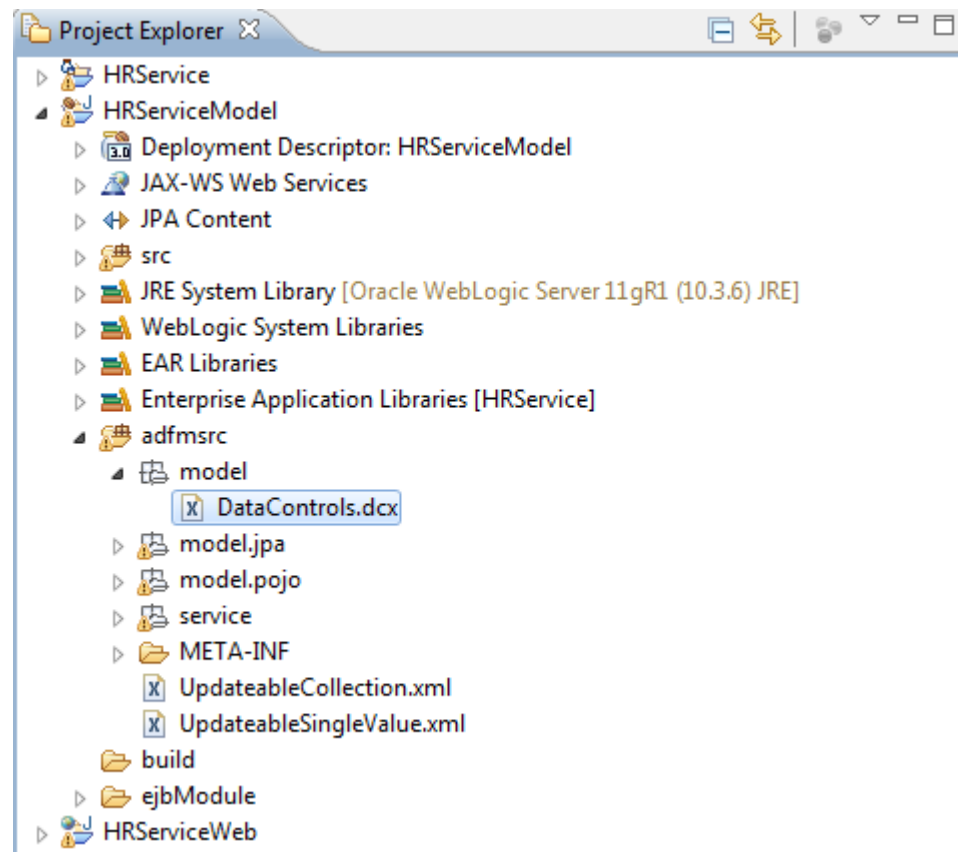 Project Explorer
HRService
HRServiceModel
3.0 Deployment Descriptor: HRServiceModel
JAX-WS Web Services
JPA Content
src
JRE System Library [Oracle WebLogic Server 11gR1 (10.3.6) JRE]
WebLogic System Libraries
EAR Libraries
Enterprise Application Libraries [HRService]
adfmsrc
model
X DataControls.dcx
model.jpa
model.pojo
service
META-INF
X UpdateableCollection.xml
X UpdateableSingleValue.xml
build
ejbModule
HRServiceWeb